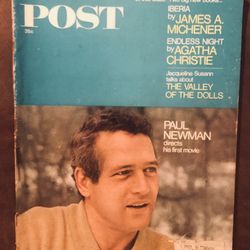 POST
35¢
IBERIA
by JAMES A.
MICHENER
ENDLESS NIGHT
by AGATHA
CHRISTIE
Jacqueline Susann
talks about
THE VALLEY
OF THE DOLLS
PAUL
NEWMAN
directs
his first movie